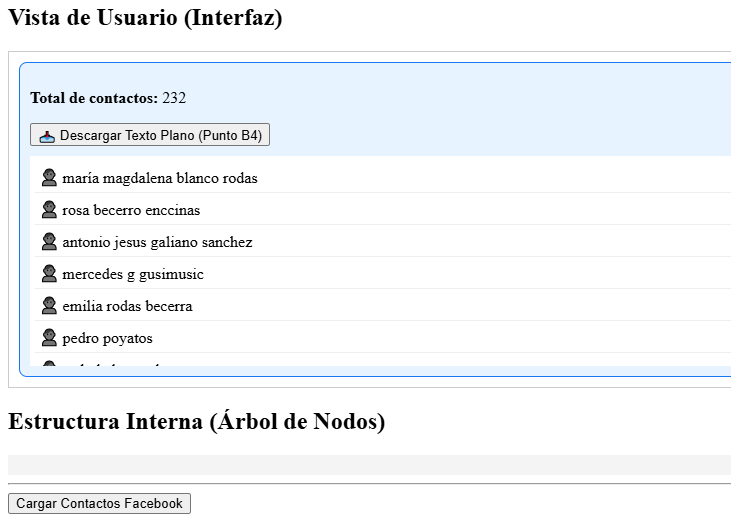 Vista de Usuario (Interfaz)
Total de contactos: 232
Descargar Texto Plano (Punto B4)
maría magdalena blanco rodas
rosa becerro enccinas
antonio jesus galiano sanchez
mercedes g gusimusic
emilia rodas becerra
pedro poyatos
Estructura Interna (Árbol de Nodos)
Cargar Contactos Facebook